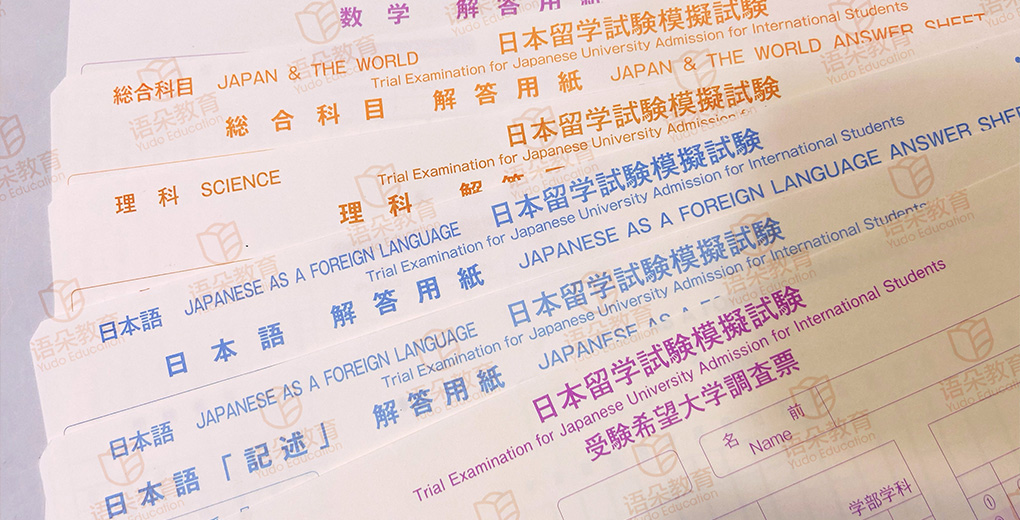 数学 解答用紙
日本留学試験模擬試験
Trial Examination for Japanese University Admission for International Students
総合科目 JAPAN & THE WORLD
総合科目 解答用紙 JAPAN & THE WORLD ANSWER SHEET
日本留学試験模擬試験
Trial Examination for Japanese University Admission for
理科 SCIENCE
理科 解答
日本留学試験模擬試験
Trial Examination for Japanese University Admission for International Students
日本語 JAPANESE AS A FOREIGN LANGUAGE
日本語 解答用紙 JAPANESE AS A FOREIGN LANGUAGE ANSWER SHEET
日本留学試験模擬試験
Trial Examination for Japanese University Admission for International Students
日本語 JAPANESE AS A FOREIGN LANGUAGE
日本語「記述」 解答用紙 JAPANESE AS A
日本留学試験模擬試験
Trial Examination for Japanese University Admission for International Students
受験希望大学調査票
名前
Name
学部学科
①
语朵教育
Yudo Education